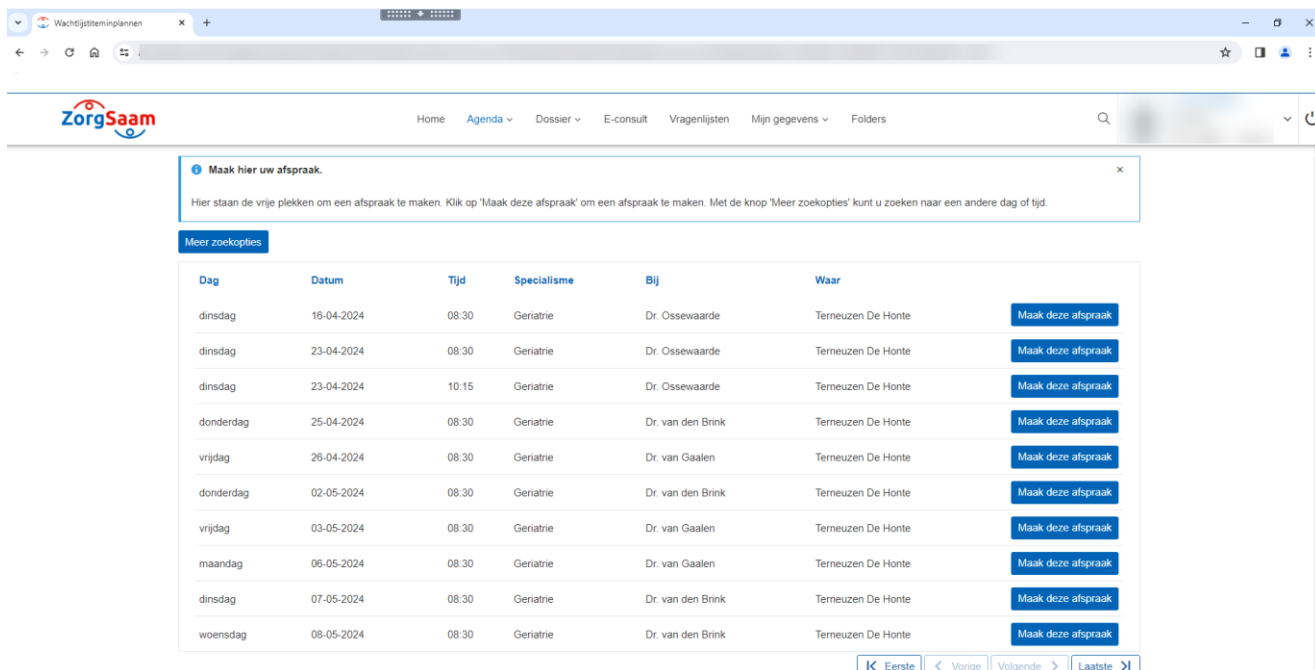 Wachtlijstiteminplannen
ZorgSaam
Home Agenda Dossier E-consult Vragenlijsten Mijn gegevens Folders
Maak hier uw afspraak.
Hier staan de vrije plekken om een afspraak te maken. Klik op 'Maak deze afspraak' om een afspraak te maken. Met de knop 'Meer zoekopties' kunt u zoeken naar een andere dag of tijd.
Meer zoekopties
Dag Datum Tijd Specialisme Bij Waar
dinsdag 16-04-2024 08:30 Geriatrie Dr. Ossewaarde Terneuzen De Honte Maak deze afspraak
dinsdag 23-04-2024 08:30 Geriatrie Dr. Ossewaarde Terneuzen De Honte Maak deze afspraak
dinsdag 23-04-2024 10:15 Geriatrie Dr. Ossewaarde Terneuzen De Honte Maak deze afspraak
donderdag 25-04-2024 08:30 Geriatrie Dr. van den Brink Terneuzen De Honte Maak deze afspraak
vrijdag 26-04-2024 08:30 Geriatrie Dr. van Gaalen Terneuzen De Honte Maak deze afspraak
donderdag 02-05-2024 08:30 Geriatrie Dr. van den Brink Terneuzen De Honte Maak deze afspraak
vrijdag 03-05-2024 08:30 Geriatrie Dr. van Gaalen Terneuzen De Honte Maak deze afspraak
maandag 06-05-2024 08:30 Geriatrie Dr. van Gaalen Terneuzen De Honte Maak deze afspraak
dinsdag 07-05-2024 08:30 Geriatrie Dr. van den Brink Terneuzen De Honte Maak deze afspraak
woensdag 08-05-2024 08:30 Geriatrie Dr. van den Brink Terneuzen De Honte Maak deze afspraak
Eerste Vorige Volgende Laatste